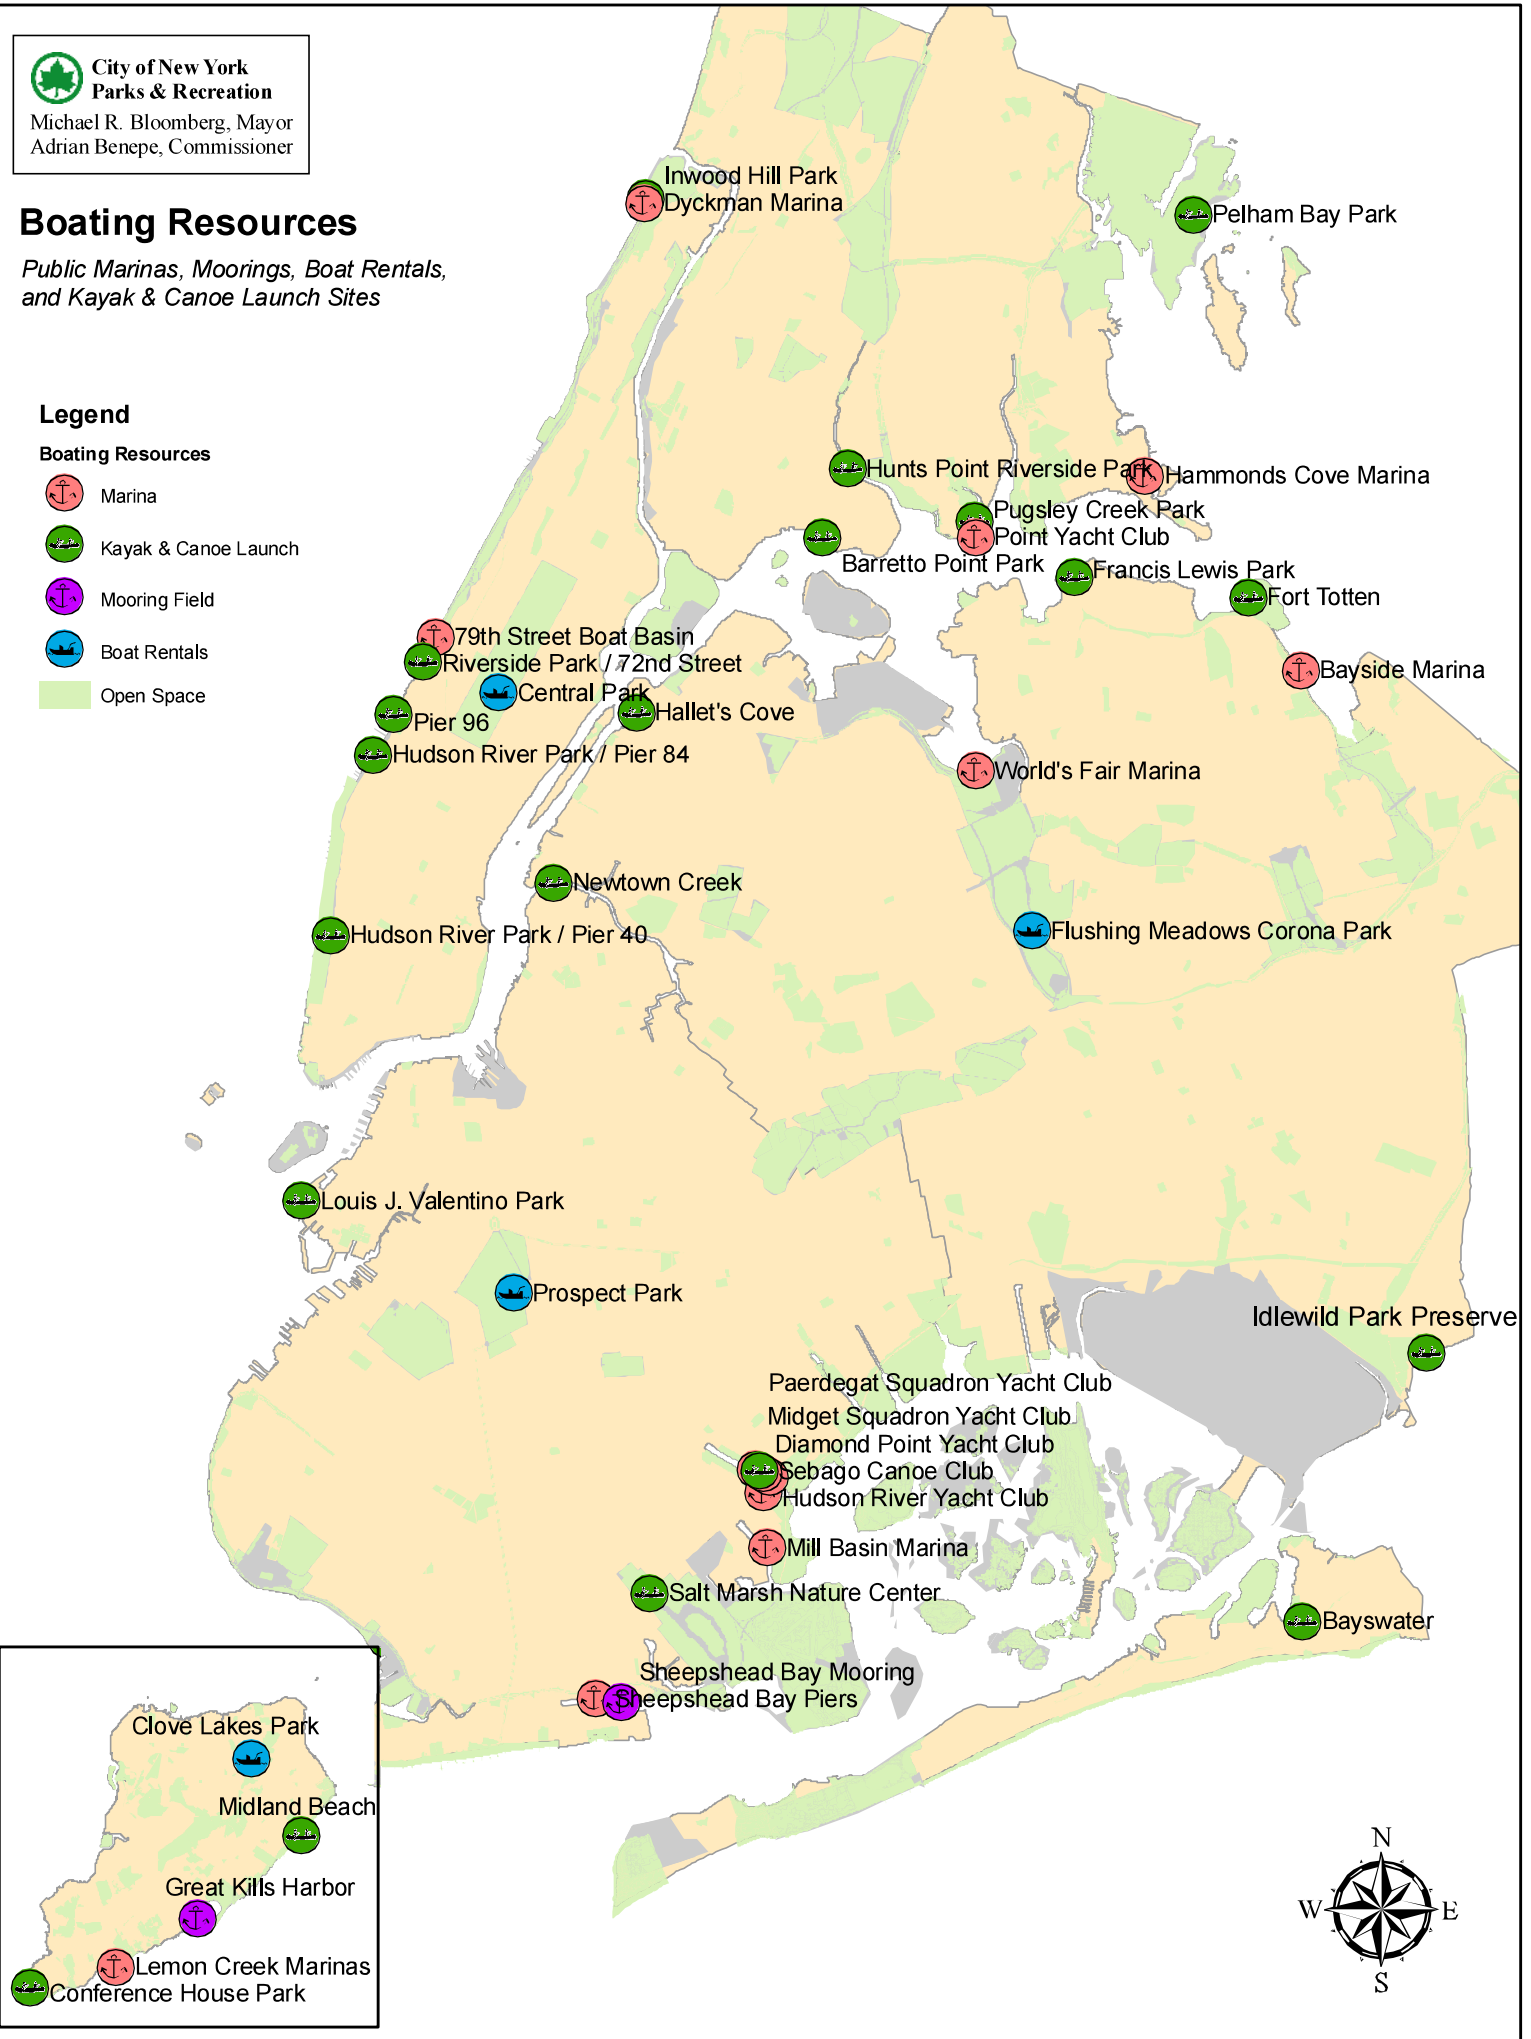 City of New York
Parks & Recreation
Michael R. Bloomberg, Mayor
Adrian Benepe, Commissioner
Boating Resources
Public Marinas, Moorings, Boat Rentals,
and Kayak & Canoe Launch Sites
Legend
Boating Resources
Marina
Kayak & Canoe Launch
Mooring Field
Boat Rentals
Open Space
Inwood Hill Park
Dyckman Marina
Pelham Bay Park
Hunts Point Riverside Park
Hammonds Cove Marina
Pugsley Creek Park
Point Yacht Club
Barretto Point Park
Francis Lewis Park
Fort Totten
79th Street Boat Basin
Riverside Park / 72nd Street
Bayside Marina
Central Park
Hallet's Cove
Pier 96
Hudson River Park / Pier 84
World's Fair Marina
Newtown Creek
Flushing Meadows Corona Park
Hudson River Park / Pier 40
Louis J. Valentino Park
Prospect Park
Idlewild Park Preserve
Paerdegat Squadron Yacht Club
Midget Squadron Yacht Club
Diamond Point Yacht Club
Sebago Canoe Club
Hudson River Yacht Club
Mill Basin Marina
Salt Marsh Nature Center
Bayswater
Sheepshead Bay Mooring
Sheepshead Bay Piers
Clove Lakes Park
Midland Beach
Great Kills Harbor
Lemon Creek Marinas
Conference House Park
N
W
E
S